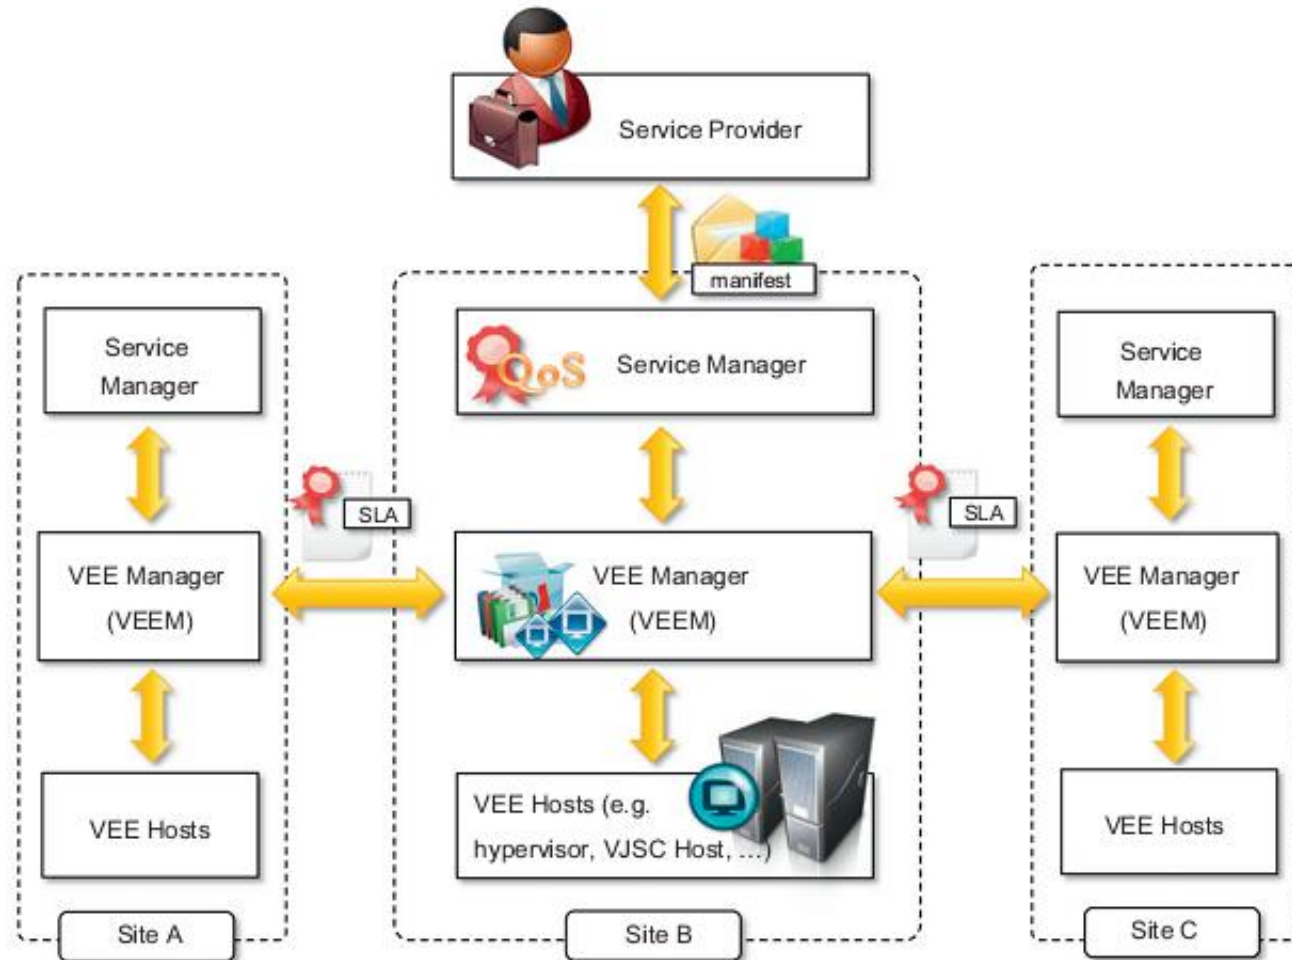 Service Provider
manifest
Service
Manager
QoS
Service Manager
Service
Manager
SLA
SLA
VEE Manager
(VEEM)
VEE Manager
(VEEM)
VEE Manager
(VEEM)
VEE Hosts
VEE Hosts (e.g.
hypervisor, VJSC Host, ...)
VEE Hosts
Site A
Site B
Site C